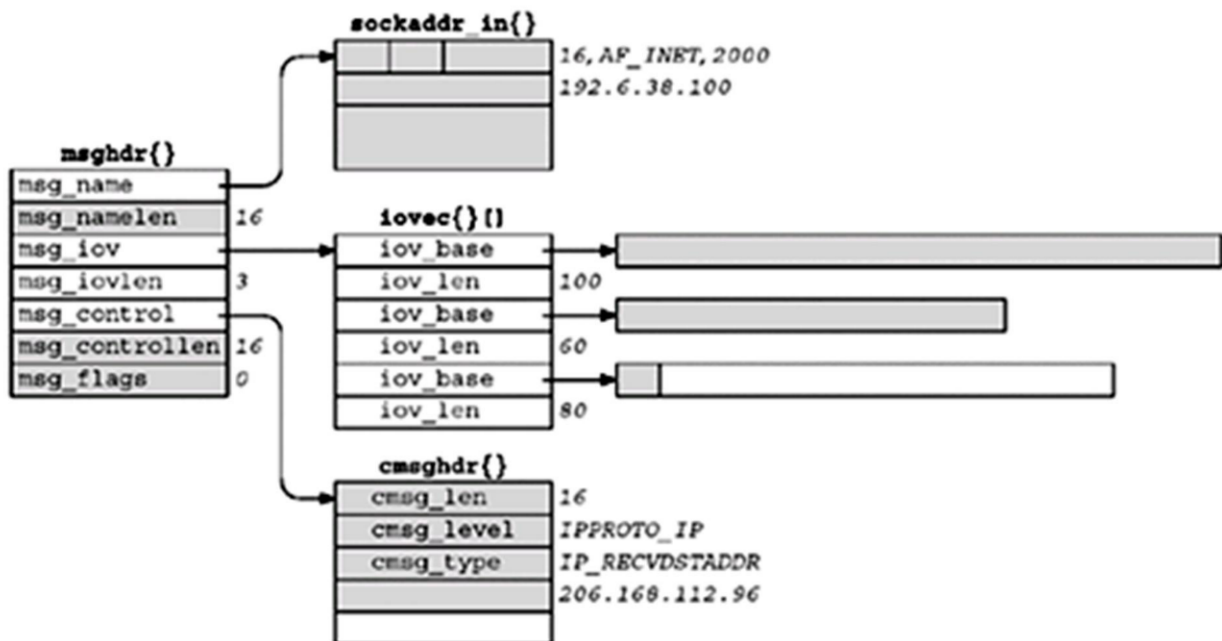 sockaddr_in{}
16,AF_INET,2000
192.6.38.100
msghdr{}
msg_name
msg_namelen 16
msg_iov
msg_iovlen 3
msg_control
msg_controllen 16
msg_flags 0
iovec{}[]
iov_base
iov_len 100
iov_base
iov_len 60
iov_base
iov_len 80
cmsghdr{}
cmsg_len 16
cmsg_level IPPROTO_IP
cmsg_type IP_RECVDSTADDR
206.168.112.96